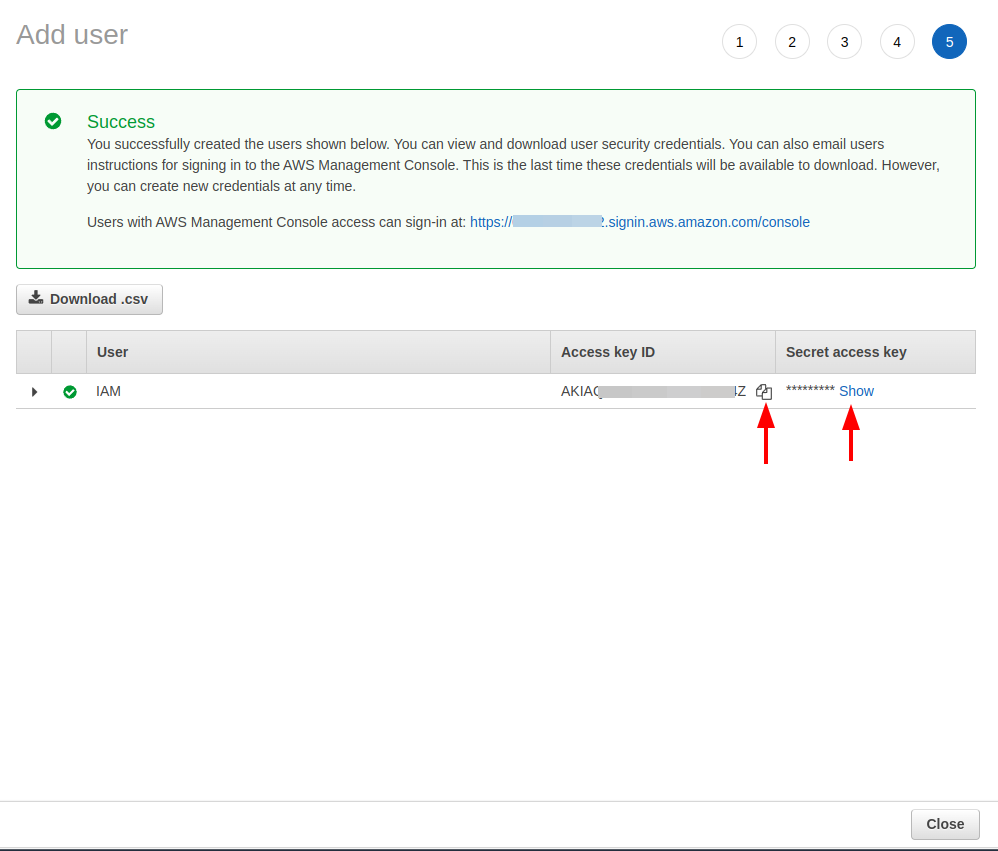 Add user
1 2 3 4 5
Success
You successfully created the users shown below. You can view and download user security credentials. You can also email users
instructions for signing in to the AWS Management Console. This is the last time these credentials will be available to download. However,
you can create new credentials at any time.
Users with AWS Management Console access can sign-in at: https:// .signin.aws.amazon.com/console
Download .csv
User Access key ID Secret access key
IAM AKIA Z ********* Show
Close